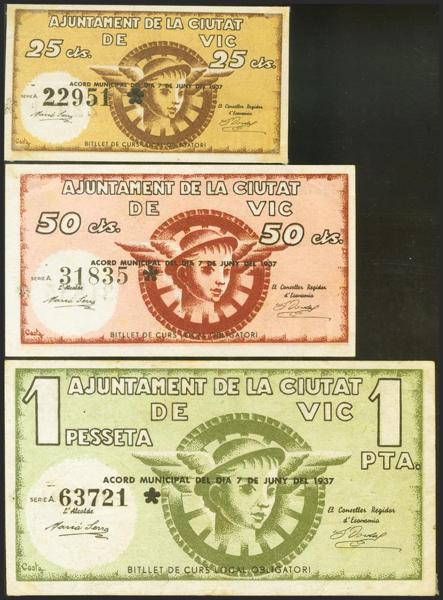 AJUNTAMENT DE LA CIUTAT
DE VIC
25 cts. 25 cts.
ACORD MUNICIPAL DEL DIA 7 DE JUNY DEL 1937
SERIE A 22951 *
El Conseller Regidor
d'Economia
BITLLET DE CURS LOCAL OBLIGATORI
Costa
AJUNTAMENT DE LA CIUTAT
DE VIC
50 cts. 50 cts.
ACORD MUNICIPAL DEL DIA 7 DE JUNY DEL 1937
SERIE A 31835 *
L'Alcalde
El Conseller Regidor
d'Economia
BITLLET DE CURS LOCAL OBLIGATORI
Costa
1 AJUNTAMENT DE LA CIUTAT 1
DE VIC
PESSETA PTA.
ACORD MUNICIPAL DEL DIA 7 DE JUNY DEL 1937
SERIE A. 63721 *
L'Alcalde
El Conseller Regidor
d'Economia
BITLLET DE CURS LOCAL OBLIGATORI
Costa